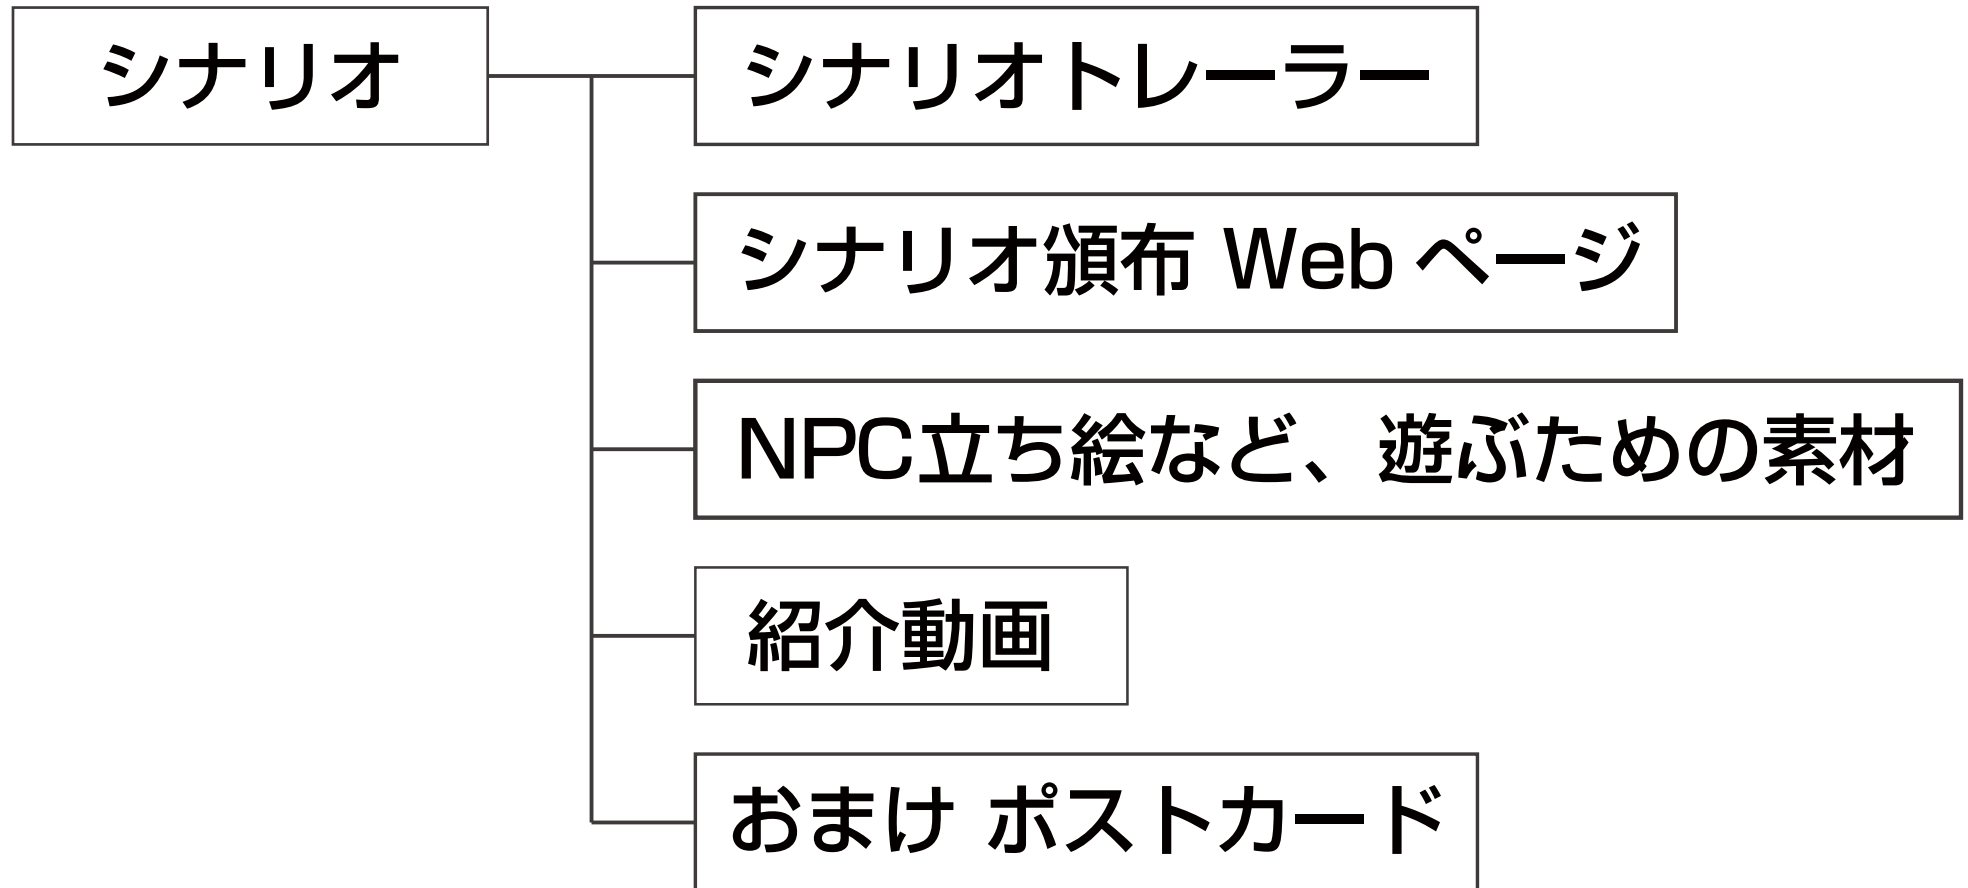 シナリオ
シナリオトレーラー
シナリオ頒布 Web ページ
NPC立ち絵など、遊ぶための素材
紹介動画
おまけ ポストカード